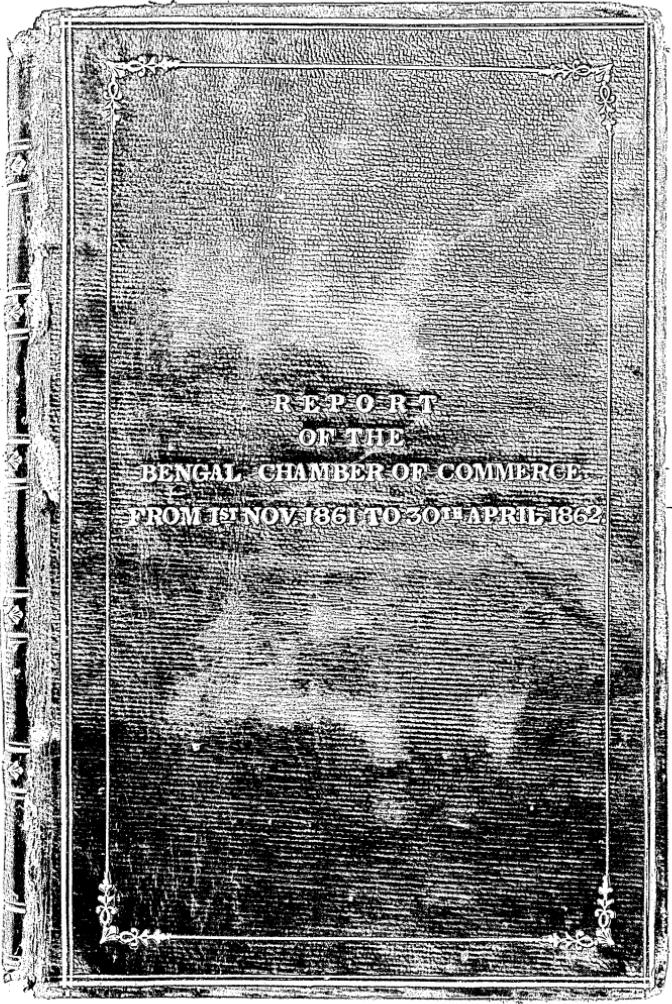 REPORT
OF THE
BENGAL CHAMBER OF COMMERCE
FROM 1ST NOV. 1861 TO 30TH APRIL, 1862